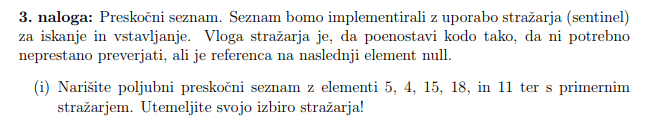 3. naloga: Preskočni seznam. Seznam bomo implementirali z uporabo stražarja (sentinel)
za iskanje in vstavljanje. Vloga stražarja je, da poenostavi kodo tako, da ni potrebno
neprestano preverjati, ali je referenca na naslednji element null.
(i) Narišite poljubni preskočni seznam z elementi 5, 4, 15, 18, in 11 ter s primernim
stražarjem. Utemeljite svojo izbiro stražarja!